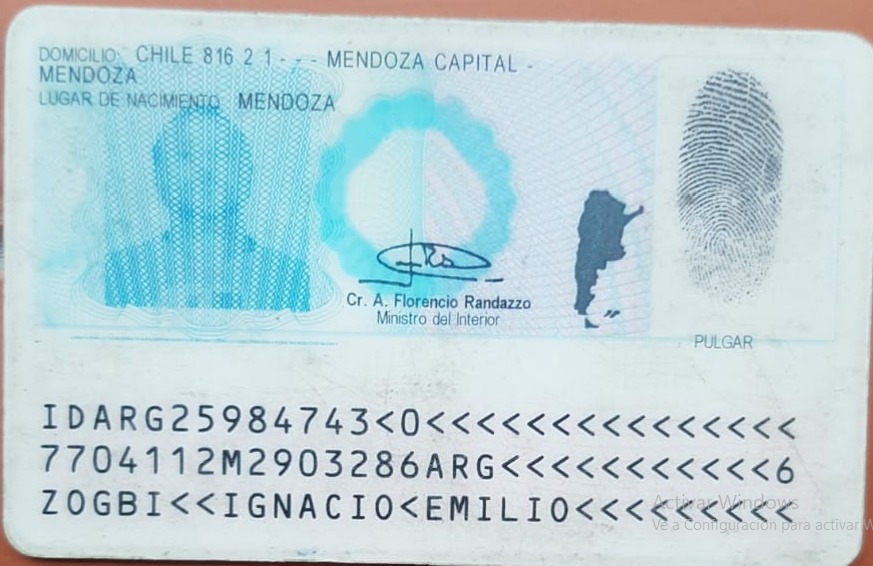 DOMICILIO: CHILE 816 2 1 - - - MENDOZA CAPITAL -
MENDOZA
LUGAR DE NACIMIENTO MENDOZA
Cr. A. Florencio Randazzo
Ministro del Interior
PULGAR
IDARG25984743<0<<<<<<<<<<<<<<<
7704112M2903286ARG<<<<<<<<<<<6
ZOGBI<<IGNACIO<EMILIO<<<<<<<<<
Activar Windows
Ve a Configuración para activar W